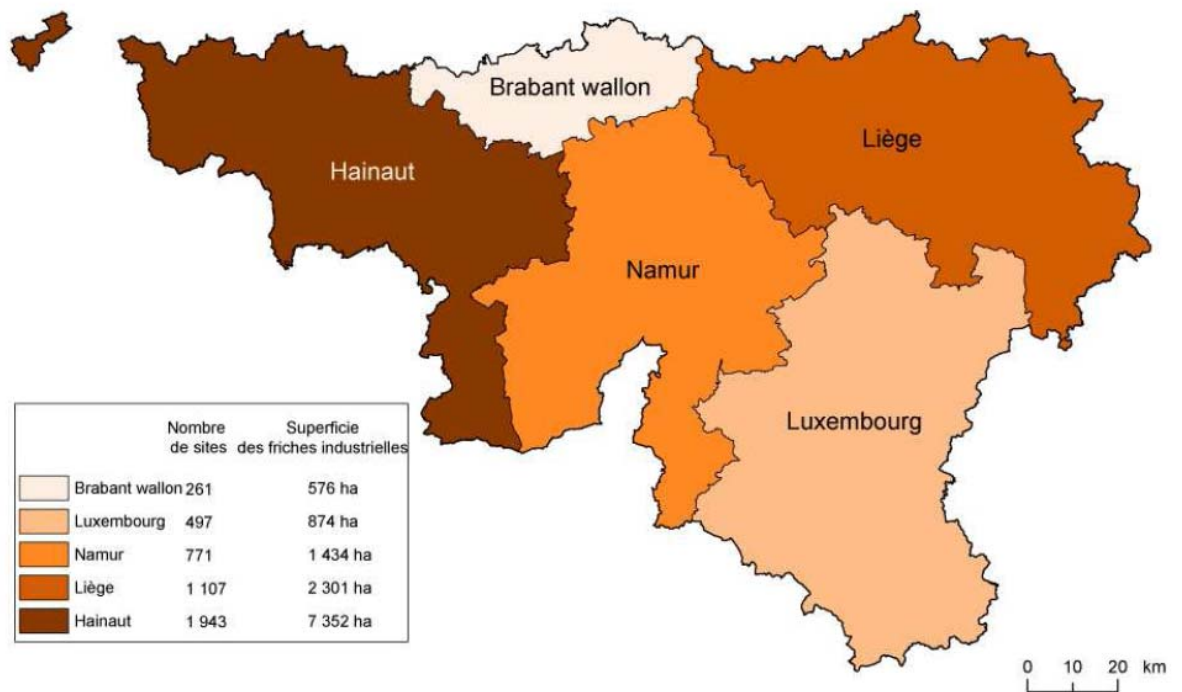 Brabant wallon
Liège
Hainaut
Namur
Luxembourg
Nombre de sites Superficie des friches industrielles
Brabant wallon 261 576 ha
Luxembourg 497 874 ha
Namur 771 1 434 ha
Liège 1 107 2 301 ha
Hainaut 1 943 7 352 ha
0 10 20 km